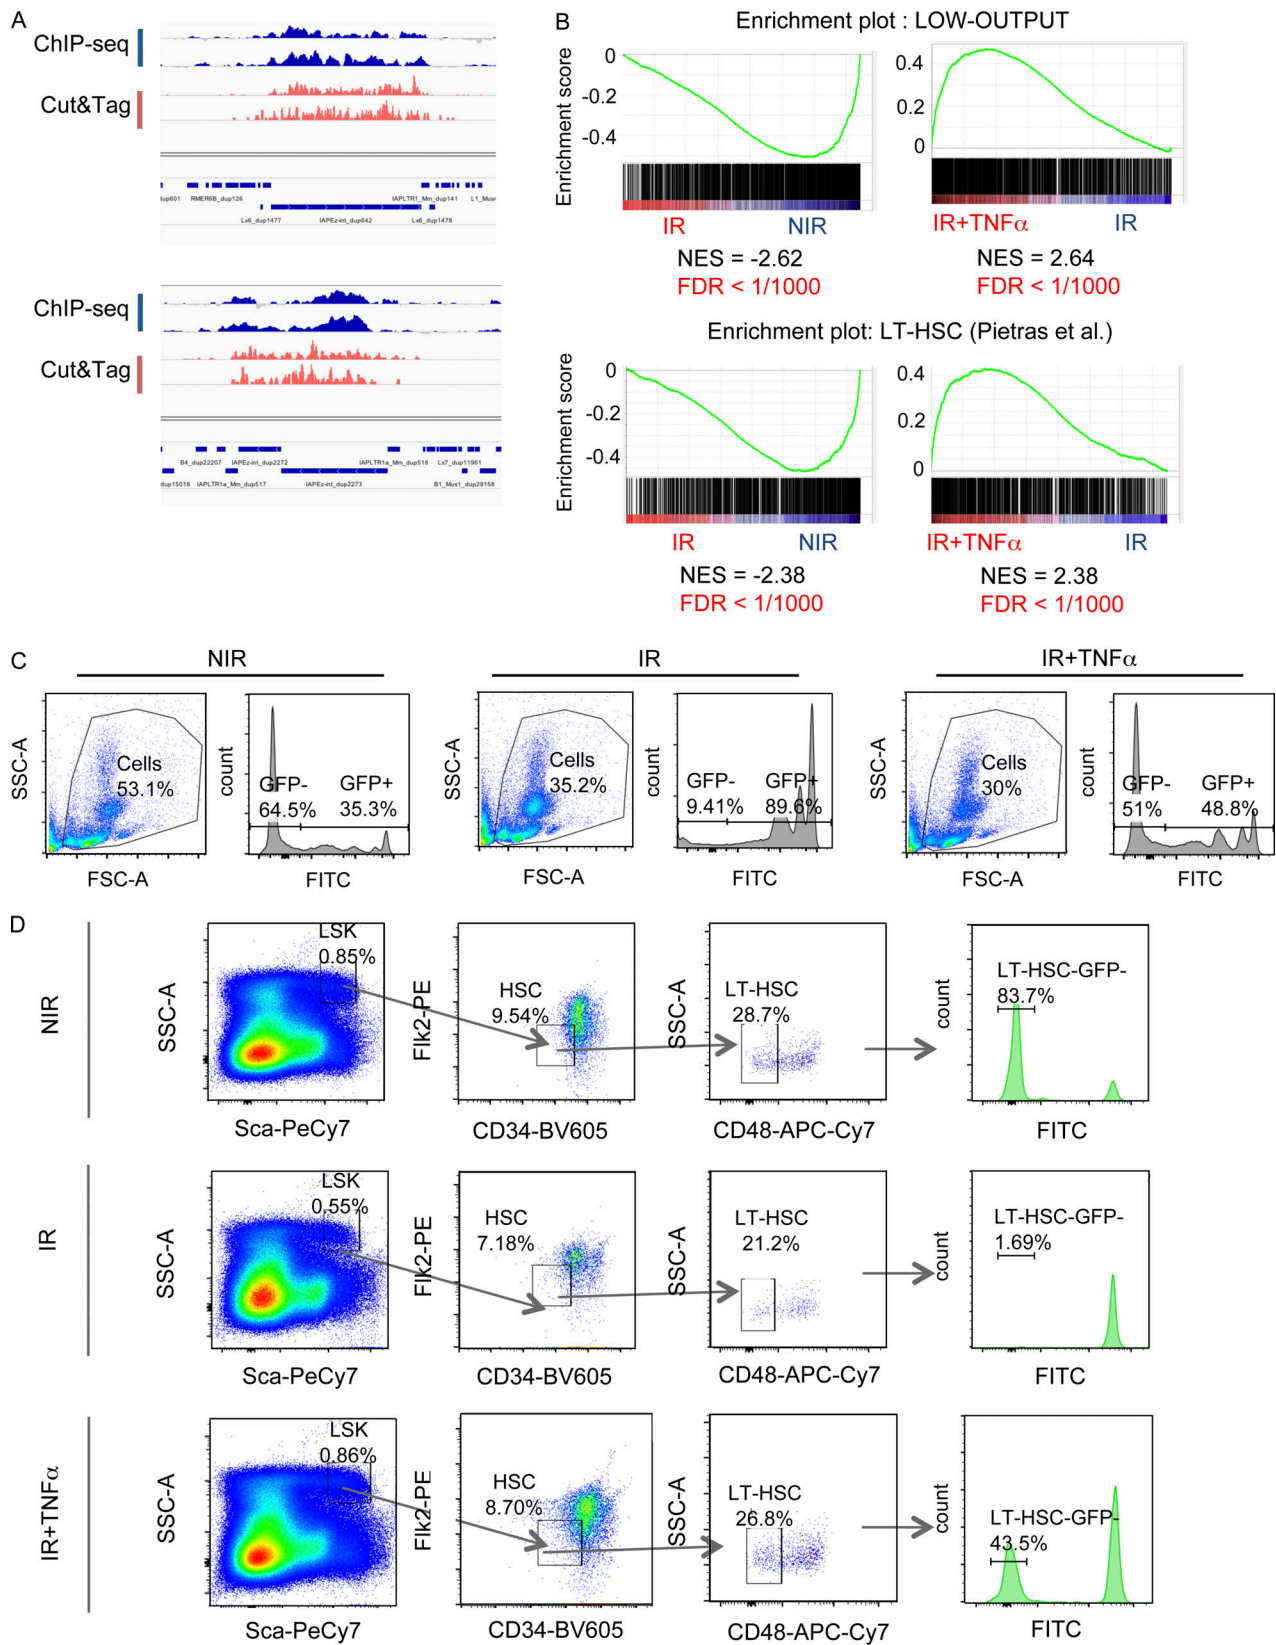 A
ChIP-seq
Cut&Tag
dup601 RMER6B_dup126 IAPLTR1_Mm_dup141 L1_Mus4
Lx6_dup1477 IAPEz-int_dup642 Lx6_dup1478
ChIP-seq
Cut&Tag
B4_dup22207 IAPEz-int_dup2272 IAPLTR1a_Mm_dup518 Lx7_dup11961
dup15018 IAPLTR1a_Mm_dup517 IAPEz-int_dup2273 B1_Mus1_dup29158
B
Enrichment plot : LOW-OUTPUT
Enrichment score
0
-0.2
-0.4
IR NIR
NES = -2.62
FDR < 1/1000
0.4
0.2
0
IR+TNFα IR
NES = 2.64
FDR < 1/1000
Enrichment plot: LT-HSC (Pietras et al.)
Enrichment score
0
-0.2
-0.4
IR NIR
NES = -2.38
FDR < 1/1000
0.4
0.2
0
IR+TNFα IR
NES = 2.38
FDR < 1/1000
C
NIR
SSC-A
Cells
53.1%
FSC-A
count
GFP- GFP+
64.5% 35.3%
FITC
IR
SSC-A
Cells
35.2%
FSC-A
count
GFP- GFP+
9.41% 89.6%
FITC
IR+TNFα
SSC-A
Cells
30%
FSC-A
count
GFP- GFP+
51% 48.8%
FITC
D
NIR
SSC-A
LSK
0.85%
Sca-PeCy7
Flk2-PE
HSC
9.54%
CD34-BV605
SSC-A
LT-HSC
28.7%
CD48-APC-Cy7
count
LT-HSC-GFP-
83.7%
FITC
IR
SSC-A
LSK
0.55%
Sca-PeCy7
Flk2-PE
HSC
7.18%
CD34-BV605
SSC-A
LT-HSC
21.2%
CD48-APC-Cy7
count
LT-HSC-GFP-
1.69%
FITC
IR+TNFα
SSC-A
LSK
0.86%
Sca-PeCy7
Flk2-PE
HSC
8.70%
CD34-BV605
SSC-A
LT-HSC
26.8%
CD48-APC-Cy7
count
LT-HSC-GFP-
43.5%
FITC